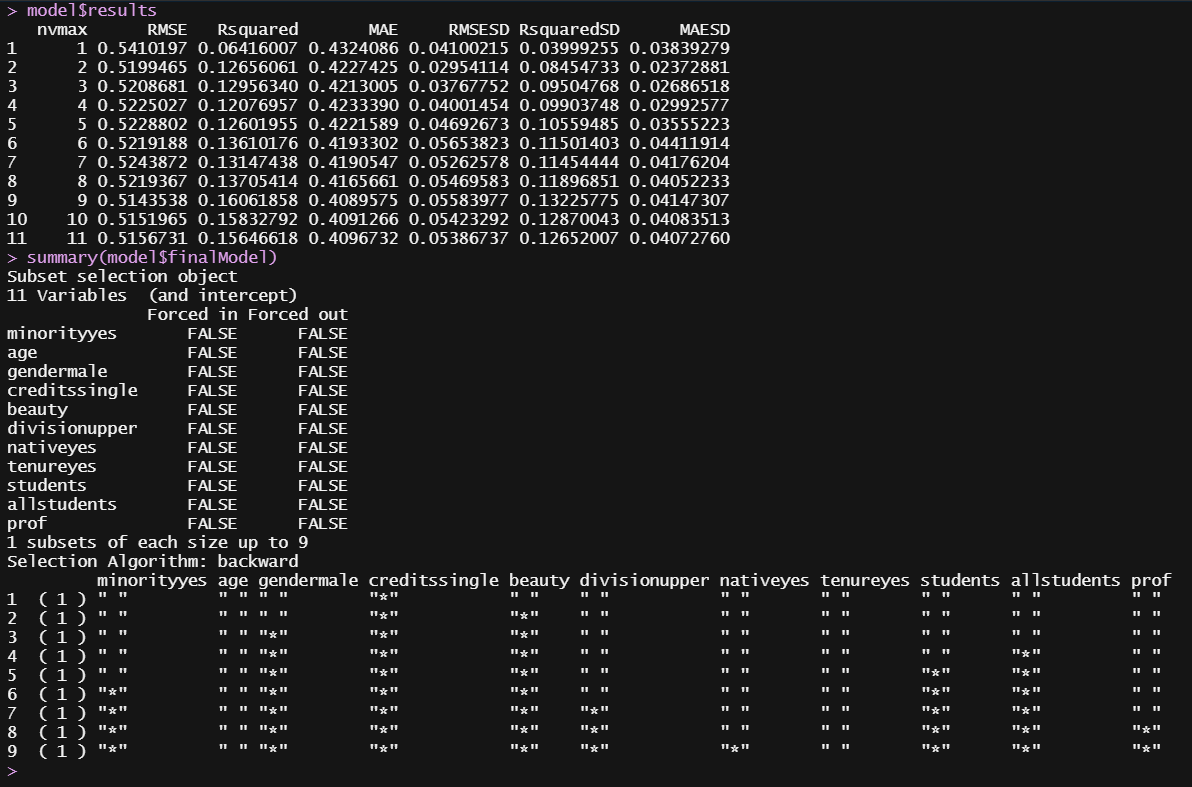 > model$results
   nvmax      RMSE   Rsquared       MAE     RMSESD RsquaredSD      MAESD
1      1 0.5410197 0.06416007 0.4324086 0.04100215 0.03999255 0.03839279
2      2 0.5199465 0.12656061 0.4227425 0.02954114 0.08454733 0.02372881
3      3 0.5208681 0.12956340 0.4213005 0.03767752 0.09504768 0.02686518
4      4 0.5225027 0.12076957 0.4233390 0.04001454 0.09903748 0.02992577
5      5 0.5228802 0.12601955 0.4221589 0.04692673 0.10559485 0.03555223
6      6 0.5219188 0.13610176 0.4193302 0.05653823 0.11501403 0.04411914
7      7 0.5243872 0.13147438 0.4190547 0.05262578 0.11454444 0.04176204
8      8 0.5219367 0.13705414 0.4165661 0.05469583 0.11896851 0.04052233
9      9 0.5143538 0.16061858 0.4089575 0.05583977 0.13225775 0.04147307
10    10 0.5151965 0.15832792 0.4091266 0.05423292 0.12870043 0.04083513
11    11 0.5156731 0.15646618 0.4096732 0.05386737 0.12652007 0.04072760
> summary(model$finalModel)
Subset selection object
11 Variables  (and intercept)
              Forced in Forced out
minorityyes       FALSE      FALSE
age               FALSE      FALSE
gendermale        FALSE      FALSE
creditssingle     FALSE      FALSE
beauty            FALSE      FALSE
divisionupper     FALSE      FALSE
nativeyes         FALSE      FALSE
tenureyes         FALSE      FALSE
students          FALSE      FALSE
allstudents       FALSE      FALSE
prof              FALSE      FALSE
1 subsets of each size up to 9
Selection Algorithm: backward
         minorityyes age gendermale creditssingle beauty divisionupper nativeyes tenureyes students allstudents prof
1  ( 1 ) " "         " " " "        "*"           " "    " "           " "       " "       " "      " "         " "
2  ( 1 ) " "         " " " "        "*"           "*"    " "           " "       " "       " "      " "         " "
3  ( 1 ) " "         " " "*"        "*"           "*"    " "           " "       " "       " "      " "         " "
4  ( 1 ) " "         " " "*"        "*"           "*"    " "           " "       " "       " "      "*"         " "
5  ( 1 ) " "         " " "*"        "*"           "*"    " "           " "       " "       "*"      "*"         " "
6  ( 1 ) "*"         " " "*"        "*"           "*"    " "           " "       " "       "*"      "*"         " "
7  ( 1 ) "*"         " " "*"        "*"           "*"    "*"           " "       " "       "*"      "*"         " "
8  ( 1 ) "*"         " " "*"        "*"           "*"    "*"           " "       " "       "*"      "*"         "*"
9  ( 1 ) "*"         " " "*"        "*"           "*"    "*"           "*"       " "       "*"      "*"         "*"
>